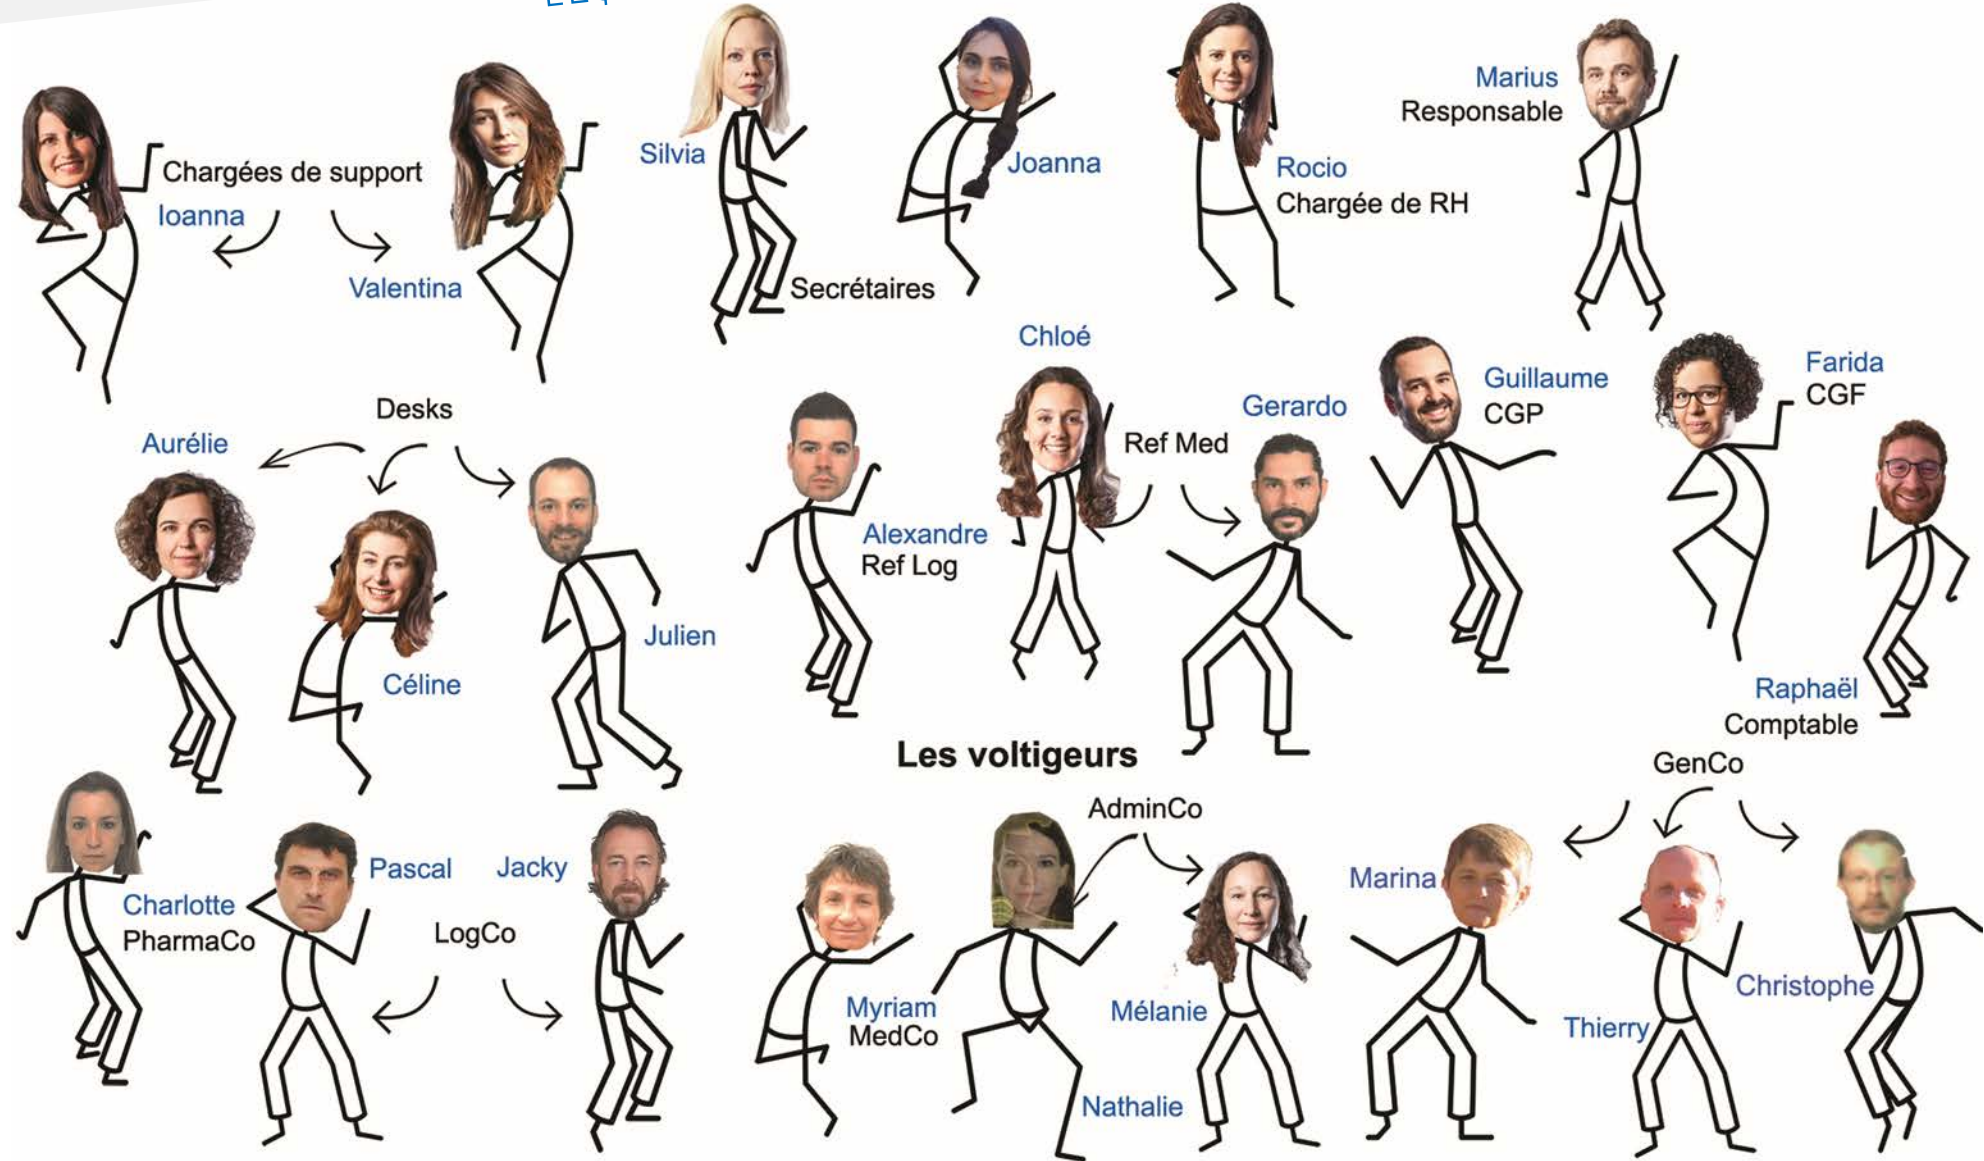 Marius
Responsable
Silvia
Joanna
Chargées de support
Rocio
Ioanna
Chargée de RH
Valentina
Secrétaires
Chloé
Farida
Guillaume
CGF
CGP
Desks
Gerardo
Aurélie
Ref Med
Alexandre
Ref Log
Julien
Céline
Raphaël
Comptable
Les voltigeurs
GenCo
AdminCo
Pascal
Jacky
Marina
Charlotte
PharmaCo
LogCo
Christophe
Myriam
MedCo
Mélanie
Thierry
Nathalie